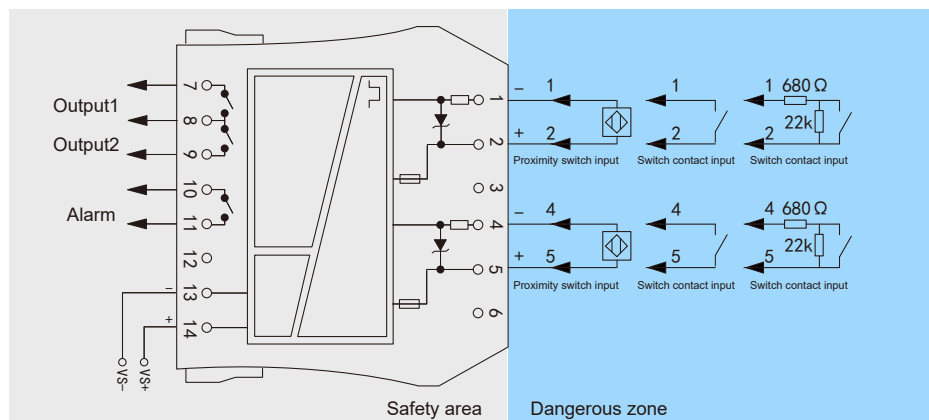 Output1
Output2
Alarm
7
8
9
10
11
12
13
14
−
+
VS-
VS+
1
2
3
4
5
6
− 1 1 1 680 Ω
22k
+ 2 2 2
Proximity switch input Switch contact input Switch contact input
− 4 4 4 680 Ω
22k
+ 5 5 5
Proximity switch input Switch contact input Switch contact input
Safety area Dangerous zone